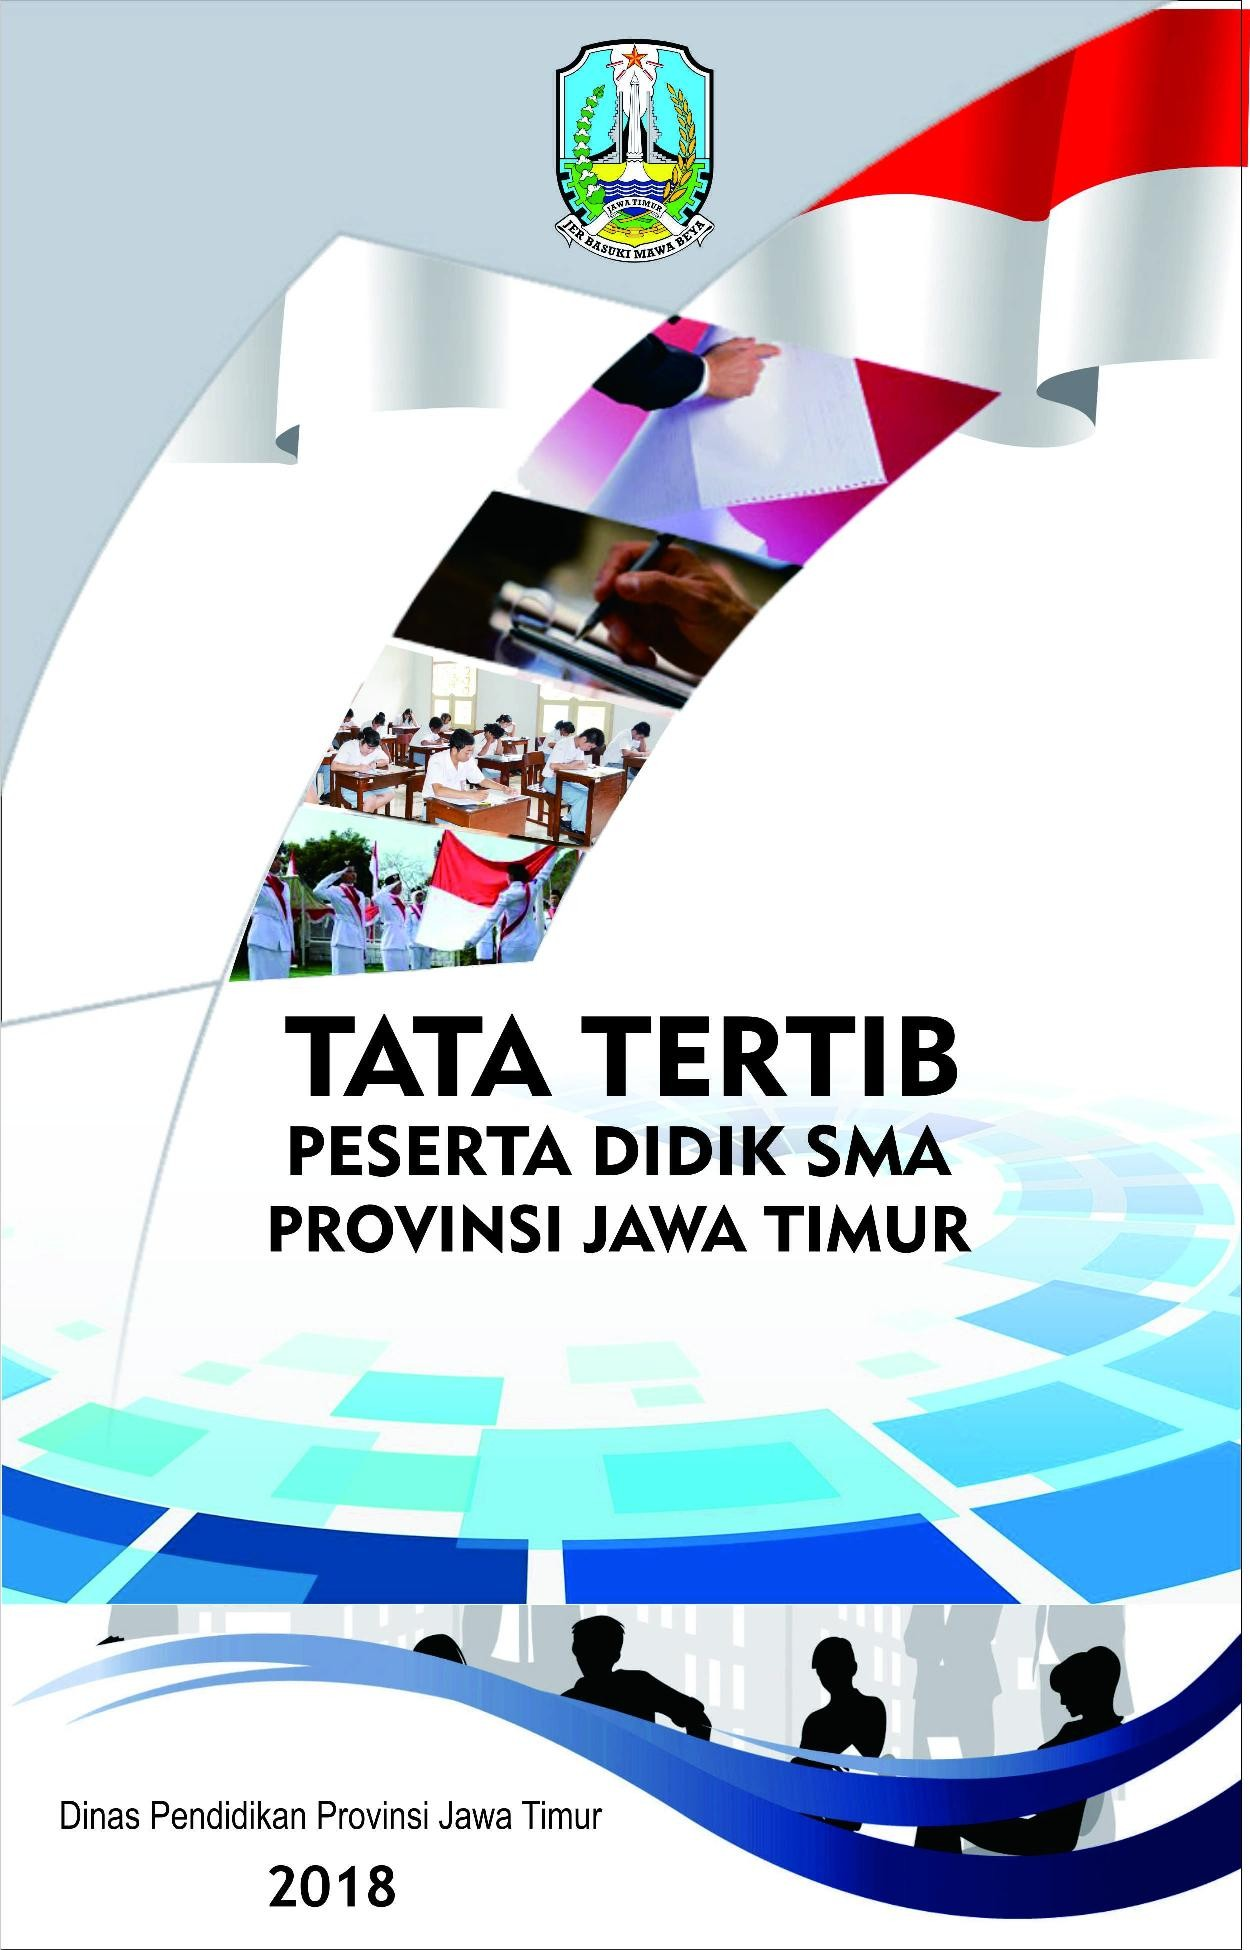 JAWA TIMUR
JER BASUKI MAWA BEYA
TATA TERTIB
PESERTA DIDIK SMA
PROVINSI JAWA TIMUR
Dinas Pendidikan Provinsi Jawa Timur
2018